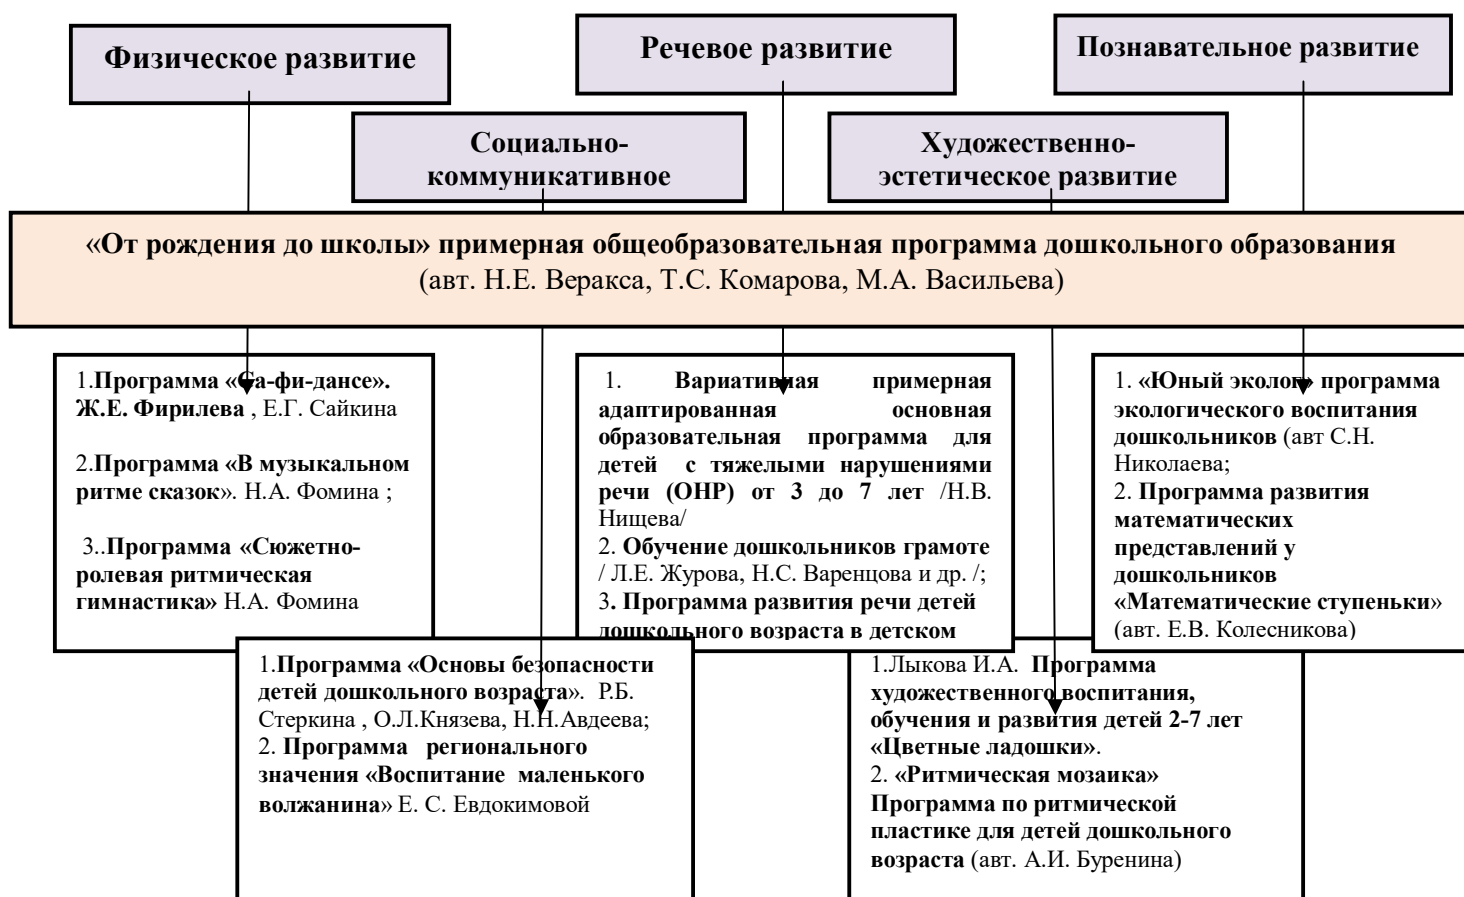 Физическое развитие
Речевое развитие
Познавательное развитие
Социально-
коммуникативное
Художественно-
эстетическое развитие
«От рождения до школы» примерная общеобразовательная программа дошкольного образования
(авт. Н.Е. Веракса, Т.С. Комарова, М.А. Васильева)
1.Программа «Са-фи-дансе».
Ж.Е. Фирилева , Е.Г. Сайкина
2.Программа «В музыкальном
ритме сказок». Н.А. Фомина ;
3..Программа «Сюжетно-
ролевая ритмическая
гимнастика» Н.А. Фомина
1. Вариативная примерная
адаптированная основная
образовательная программа для
детей с тяжелыми нарушениями
речи (ОНР) от 3 до 7 лет /Н.В.
Нищева/
2. Обучение дошкольников грамоте
/ Л.Е. Журова, Н.С. Варенцова и др. /;
3. Программа развития речи детей
дошкольного возраста в детском
1. «Юный эколог» программа
экологического воспитания
дошкольников (авт С.Н.
Николаева;
2. Программа развития
математических
представлений у
дошкольников
«Математические ступеньки»
(авт. Е.В. Колесникова)
1.Программа «Основы безопасности
детей дошкольного возраста». Р.Б.
Стеркина , О.Л.Князева, Н.Н.Авдеева;
2. Программа регионального
значения «Воспитание маленького
волжанина» Е. С. Евдокимовой
1.Лыкова И.А. Программа
художественного воспитания,
обучения и развития детей 2-7 лет
«Цветные ладошки».
2. «Ритмическая мозаика»
Программа по ритмической
пластике для детей дошкольного
возраста (авт. А.И. Буренина)